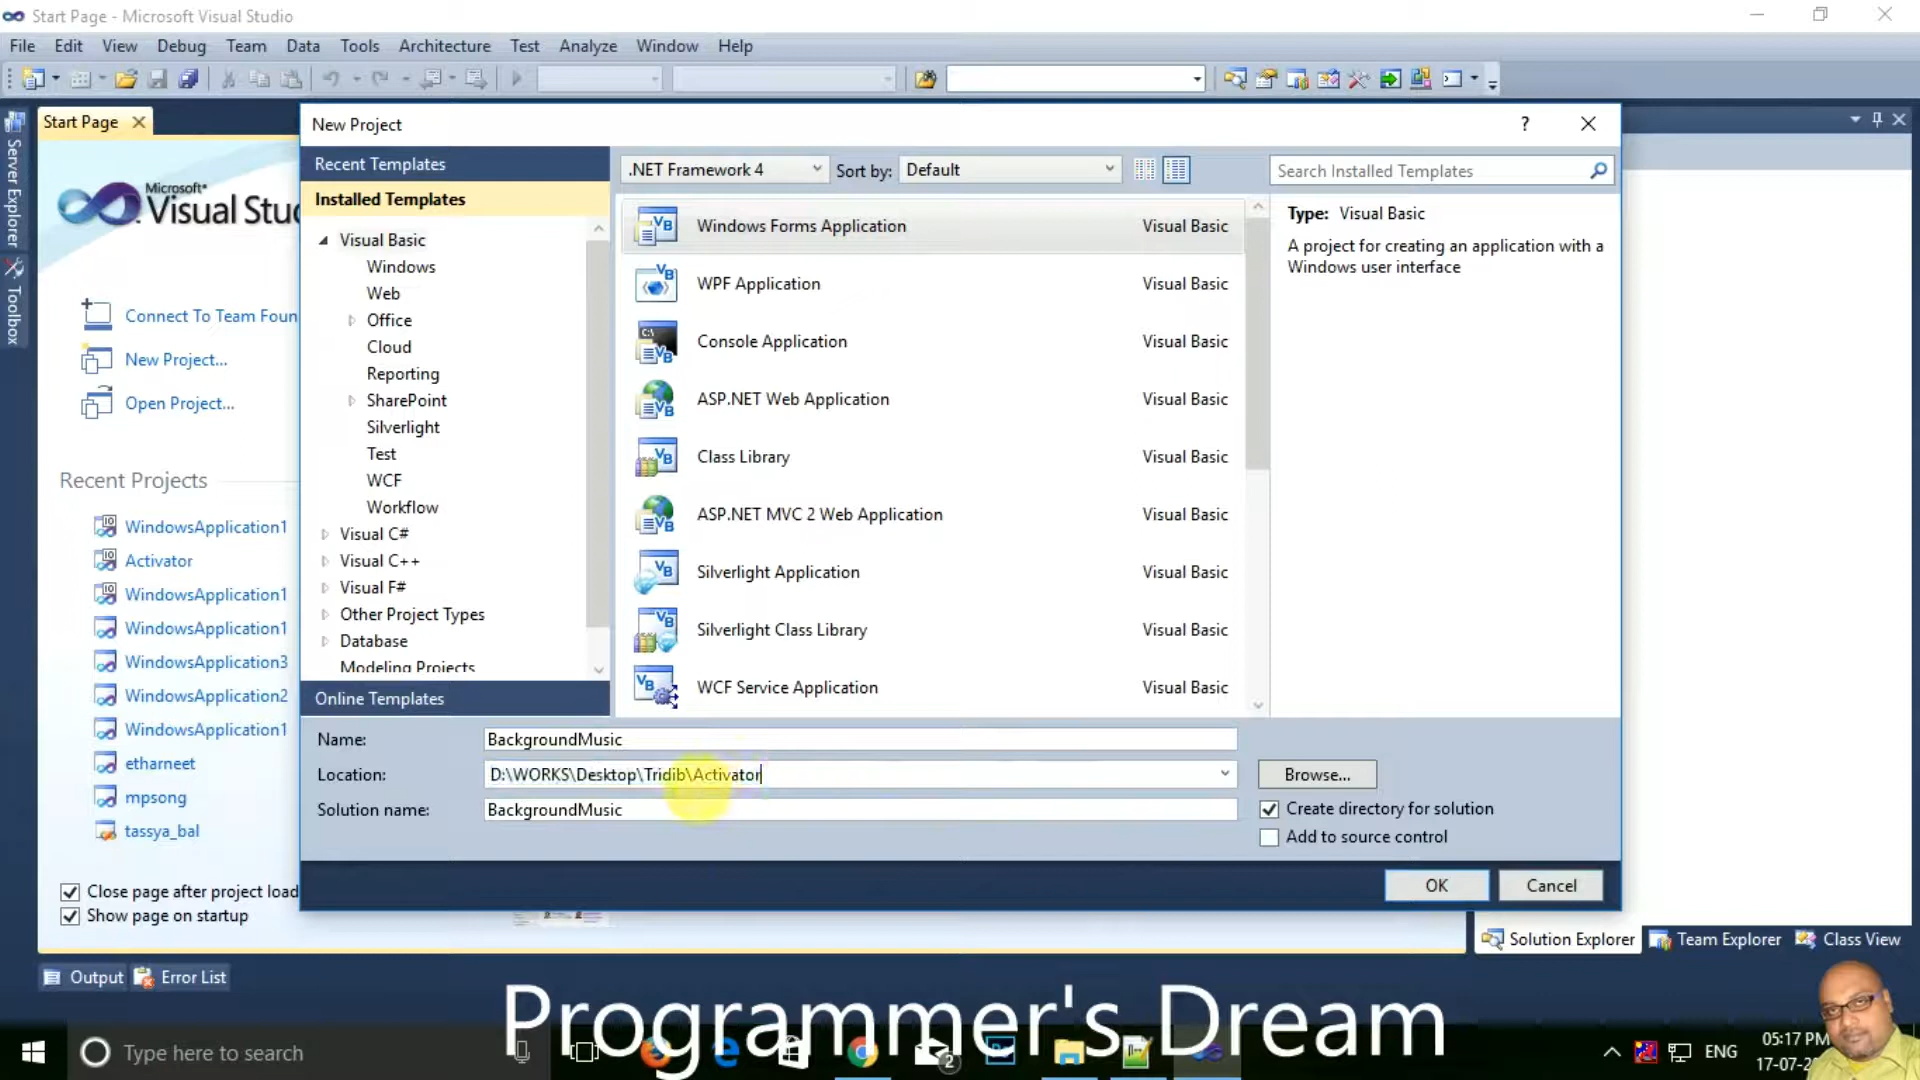 Start Page - Microsoft Visual Studio
File Edit View Debug Team Data Tools Architecture Test Analyze Window Help
Server Explorer
Toolbox
Start Page
Microsoft
Visual
Connect To Team
New Project...
Open Project...
Recent Projects
WindowsApplication1
Activator
WindowsApplication1
WindowsApplication1
WindowsApplication3
WindowsApplication2
WindowsApplication1
etharneet
mpsong
tassya_bal
Close page after project load
Show page on startup
New Project
Recent Templates
Installed Templates
Visual Basic
Windows
Web
Office
Cloud
Reporting
SharePoint
Silverlight
Test
WCF
Workflow
Visual C#
Visual C++
Visual F#
Other Project Types
Database
Modeling Projects
Online Templates
.NET Framework 4 Sort by: Default
Search Installed Templates
Windows Forms Application Visual Basic
WPF Application Visual Basic
Console Application Visual Basic
ASP.NET Web Application Visual Basic
Class Library Visual Basic
ASP.NET MVC 2 Web Application Visual Basic
Silverlight Application Visual Basic
Silverlight Class Library Visual Basic
WCF Service Application Visual Basic
Type: Visual Basic
A project for creating an application with a
Windows user interface
Name: BackgroundMusic
Location: D:\WORKS\Desktop\Tridib\Activator Browse...
Solution name: BackgroundMusic
Create directory for solution
Add to source control
OK Cancel
Solution Explorer Team Explorer Class View
Output Error List
Programmer's Dream
Type here to search
2
ENG
05:17 PM